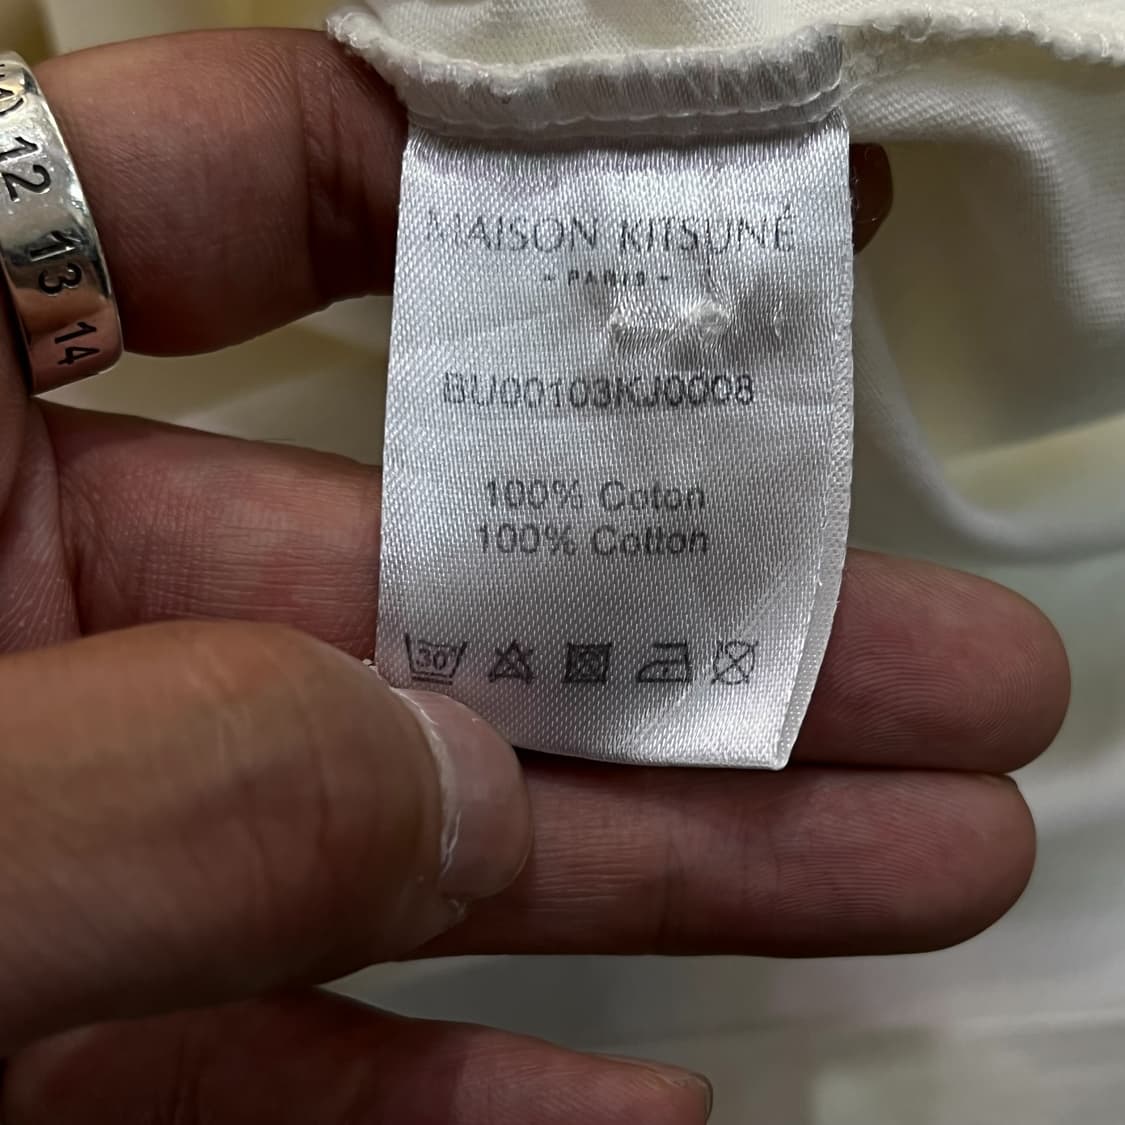 12
13
14
MAISON KITSUNÉ
- PARIS -
BU00103KJ0008
100% Coton
100% Cotton
30°